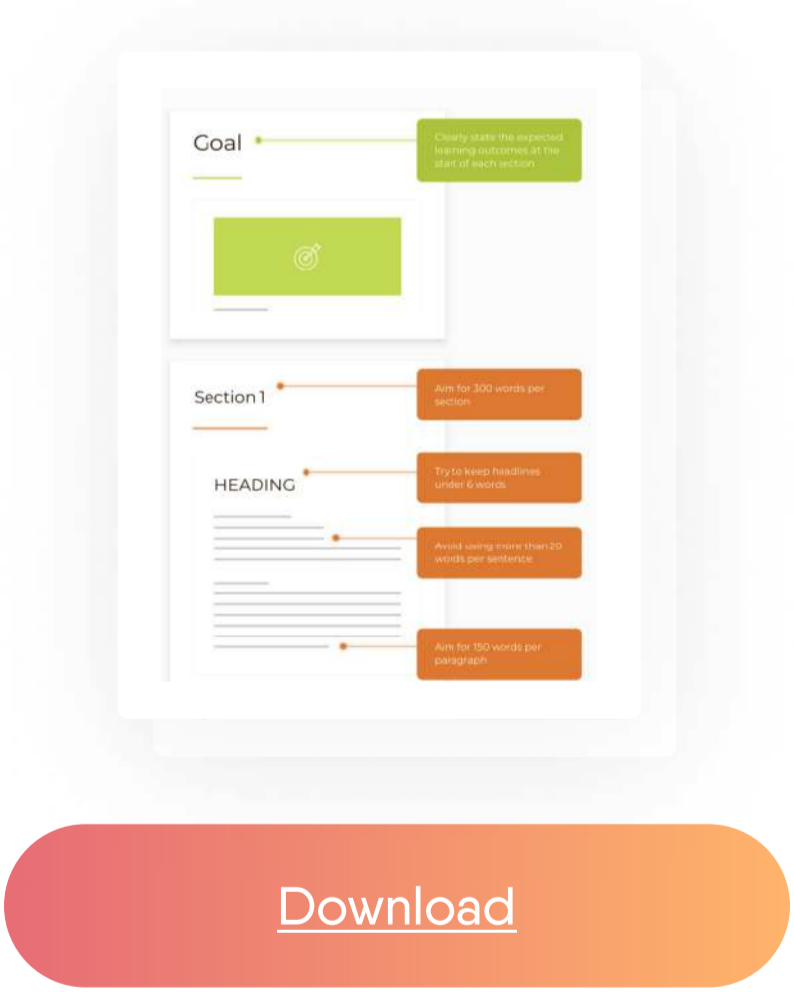 Goal
Clearly state the expected
learning outcomes at the
start of each section
Section 1
Aim for 300 words per
section
HEADING
Try to keep headlines
under 6 words
Avoid using more than 20
words per sentence
Aim for 150 words per
paragraph
Download